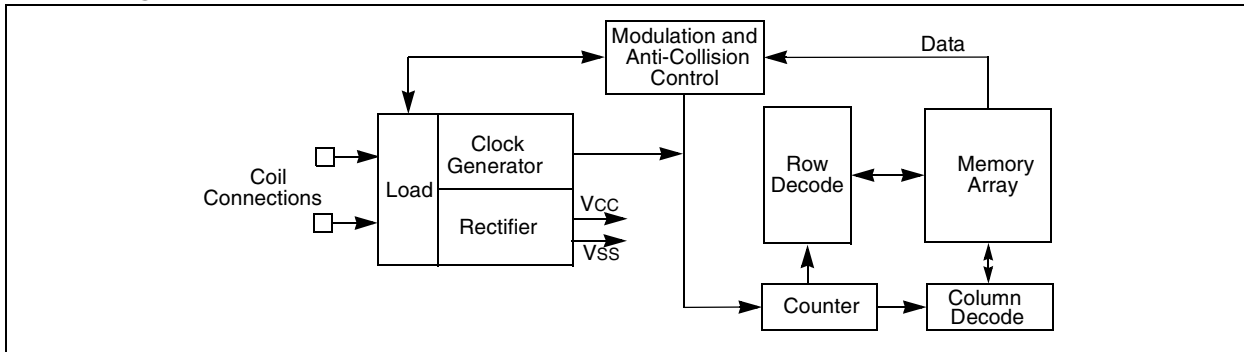 Modulation and
Anti-Collision
Control
Data
Coil
Connections
Load
Clock
Generator
Rectifier
VCC
VSS
Row
Decode
Memory
Array
Counter
Column
Decode